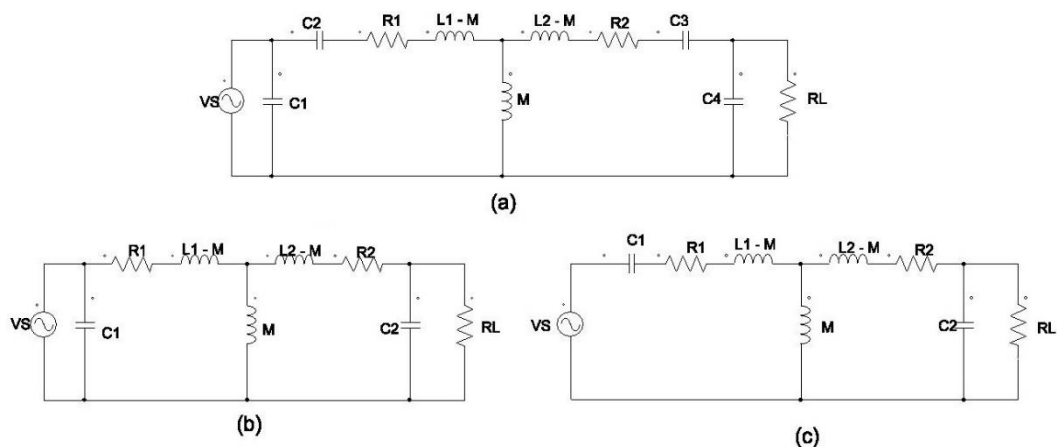 C2 R1 L1 - M L2 - M R2 C3
VS C1 M C4 RL
(a)
R1 L1 - M L2 - M R2
VS C1 M C2 RL
(b)
C1 R1 L1 - M L2 - M R2
VS M C2 RL
(c)